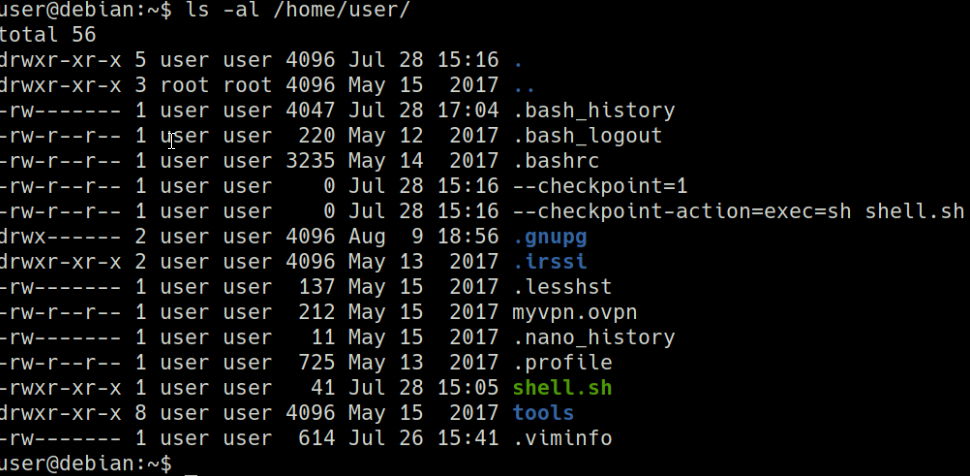 user@debian:~$ ls -al /home/user/
total 56
drwxr-xr-x 5 user user 4096 Jul 28 15:16 .
drwxr-xr-x 3 root root 4096 May 15  2017 ..
-rw------- 1 user user 4047 Jul 28 17:04 .bash_history
-rw-r--r-- 1 user user  220 May 12  2017 .bash_logout
-rw-r--r-- 1 user user 3235 May 14  2017 .bashrc
-rw-r--r-- 1 user user    0 Jul 28 15:16 --checkpoint=1
-rw-r--r-- 1 user user    0 Jul 28 15:16 --checkpoint-action=exec=sh shell.sh
drwx------ 2 user user 4096 Aug  9 18:56 .gnupg
drwxr-xr-x 2 user user 4096 May 13  2017 .irssi
-rw------- 1 user user  137 May 15  2017 .lesshst
-rw-r--r-- 1 user user  212 May 15  2017 myvpn.ovpn
-rw------- 1 user user   11 May 15  2017 .nano_history
-rw-r--r-- 1 user user  725 May 13  2017 .profile
-rwxr-xr-x 1 user user   41 Jul 28 15:05 shell.sh
drwxr-xr-x 8 user user 4096 May 15  2017 tools
-rw------- 1 user user  614 Jul 26 15:41 .viminfo
user@debian:~$